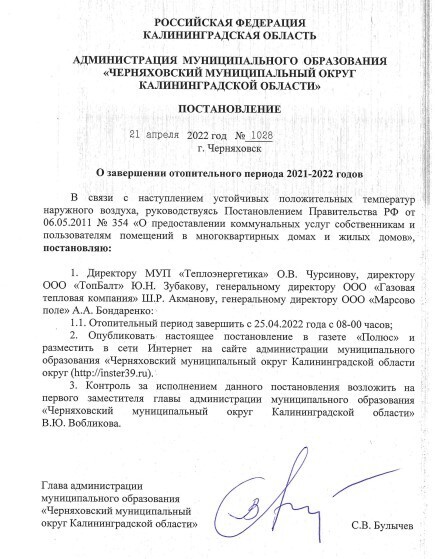 РОССИЙСКАЯ ФЕДЕРАЦИЯ
КАЛИНИНГРАДСКАЯ ОБЛАСТЬ
АДМИНИСТРАЦИЯ МУНИЦИПАЛЬНОГО ОБРАЗОВАНИЯ
«ЧЕРНЯХОВСКИЙ МУНИЦИПАЛЬНЫЙ ОКРУГ
КАЛИНИНГРАДСКОЙ ОБЛАСТИ»
ПОСТАНОВЛЕНИЕ
21 апреля 2022 год № 1028
г. Черняховск
О завершении отопительного периода 2021-2022 годов
В связи с наступлением устойчивых положительных температур
наружного воздуха, руководствуясь Постановлением Правительства РФ от
06.05.2011 № 354 «О предоставлении коммунальных услуг собственникам и
пользователям помещений в многоквартирных домах и жилых домов»,
постановляю:
1. Директору МУП «Теплоэнергетика» О.В. Чурсинову, директору
ООО «ТопБалт» Ю.Н. Зубакову, генеральному директору ООО «Газовая
тепловая компания» Ш.Р. Акманову, генеральному директору ООО «Марсово
поле» А.А. Бондаренко:
1.1. Отопительный период завершить с 25.04.2022 года с 08-00 часов;
2. Опубликовать настоящее постановление в газете «Полюс» и
разместить в сети Интернет на сайте администрации муниципального
образования «Черняховский муниципальный округ Калининградской области
округ (http://inster39.ru).
3. Контроль за исполнением данного постановления возложить на
первого заместителя главы администрации муниципального образования
«Черняховский муниципальный округ Калининградской области»
В.Ю. Вобликова.
Глава администрации
муниципального образования
«Черняховский муниципальный
округ Калининградской области»
С.В. Булычев